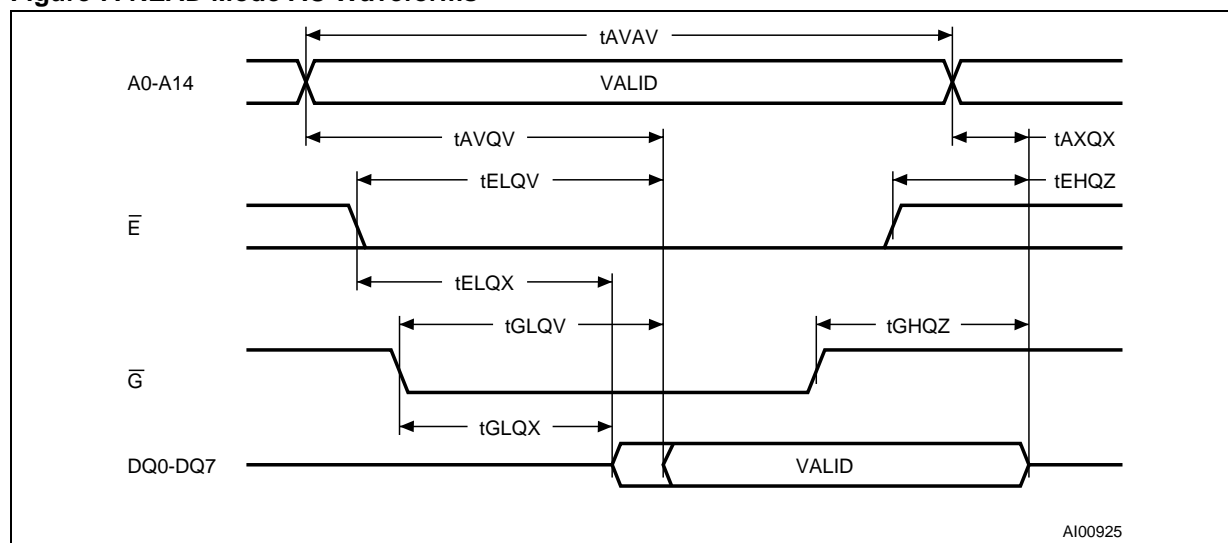 Figure 7. READ Mode AC Waveforms
tAVAV
A0-A14 VALID
tAVQV tAXQX
tELQV tEHQZ
E̅
tELQX
tGLQV tGHQZ
G̅
tGLQX
DQ0-DQ7 VALID
AI00925